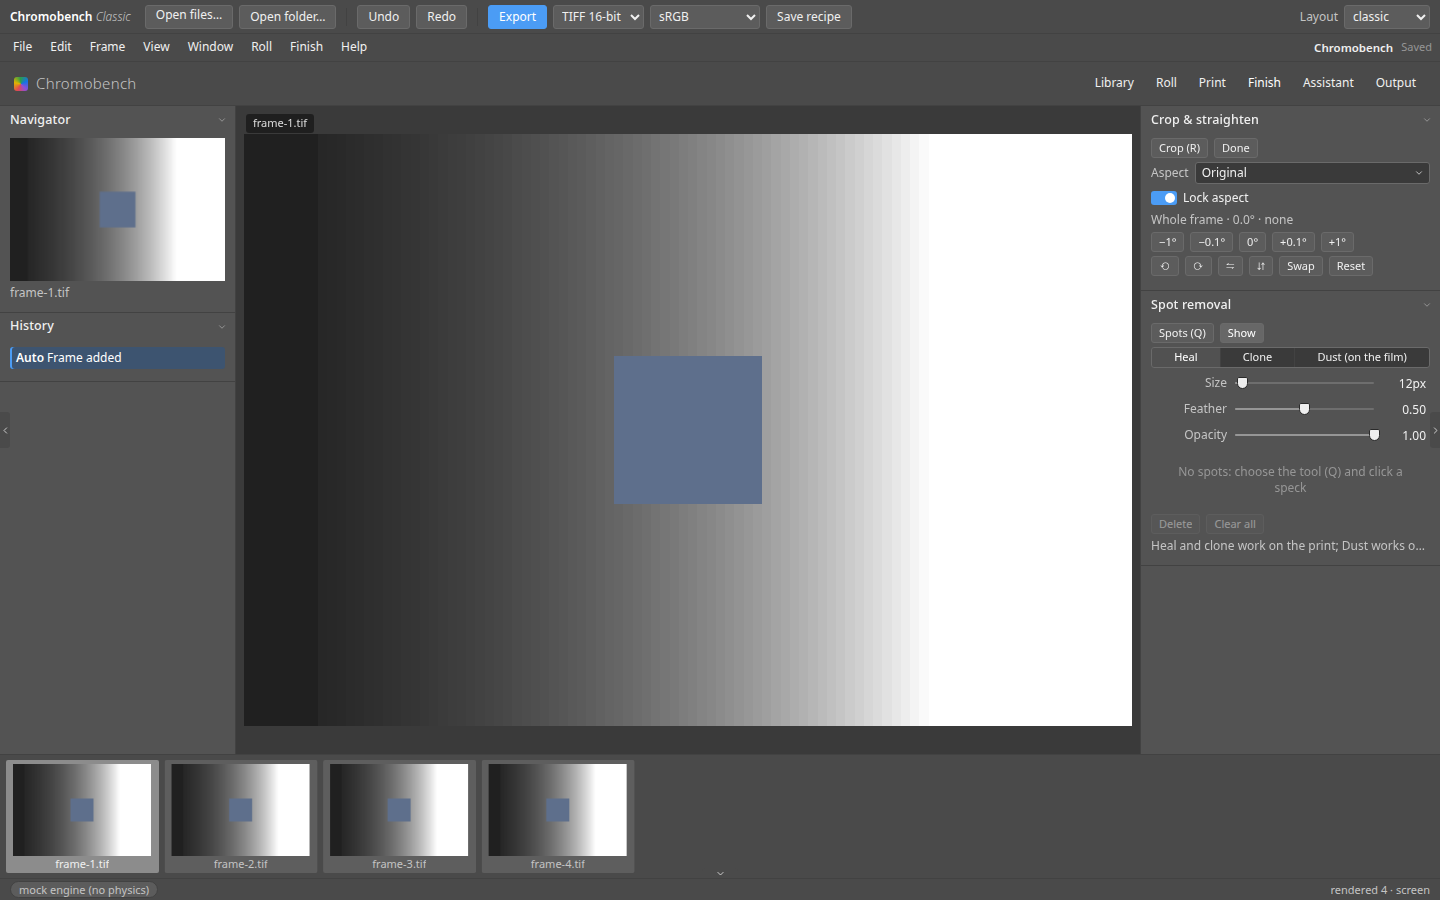 Chromobench Classic Open files... Open folder... Undo Redo Export TIFF 16-bit sRGB Save recipe Layout classic
File Edit Frame View Window Roll Finish Help Chromobench Saved
Chromobench Library Roll Print Finish Assistant Output
Navigator
frame-1.tif
History
Auto Frame added
frame-1.tif
Crop & straighten
Crop (R) Done
Aspect Original
Lock aspect
Whole frame · 0.0° · none
−1° −0.1° 0° +0.1° +1°
Swap Reset
Spot removal
Spots (Q) Show
Heal Clone Dust (on the film)
Size 12px
Feather 0.50
Opacity 1.00
No spots: choose the tool (Q) and click a
speck
Delete Clear all
Heal and clone work on the print; Dust works o...
frame-1.tif frame-2.tif frame-3.tif frame-4.tif
mock engine (no physics) rendered 4 · screen